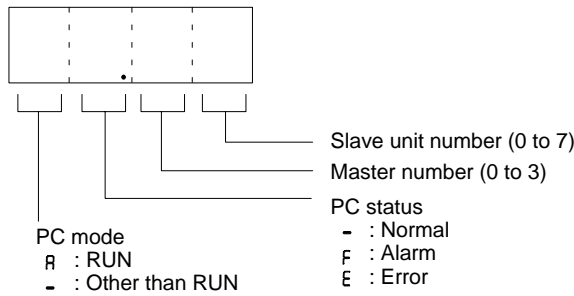 Slave unit number (0 to 7)
Master number (0 to 3)
PC status
- : Normal
F : Alarm
E : Error
PC mode
A : RUN
- : Other than RUN